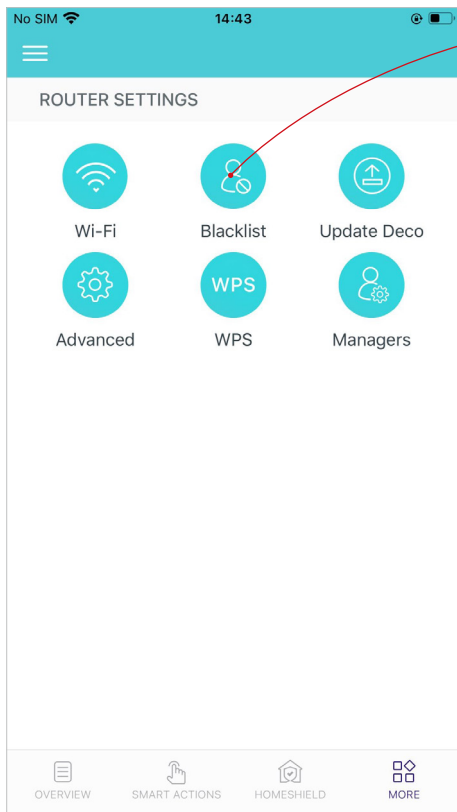 No SIM 14:43
ROUTER SETTINGS
Wi-Fi Blacklist Update Deco
WPS
Advanced WPS Managers
OVERVIEW SMART ACTIONS HOMESHIELD MORE